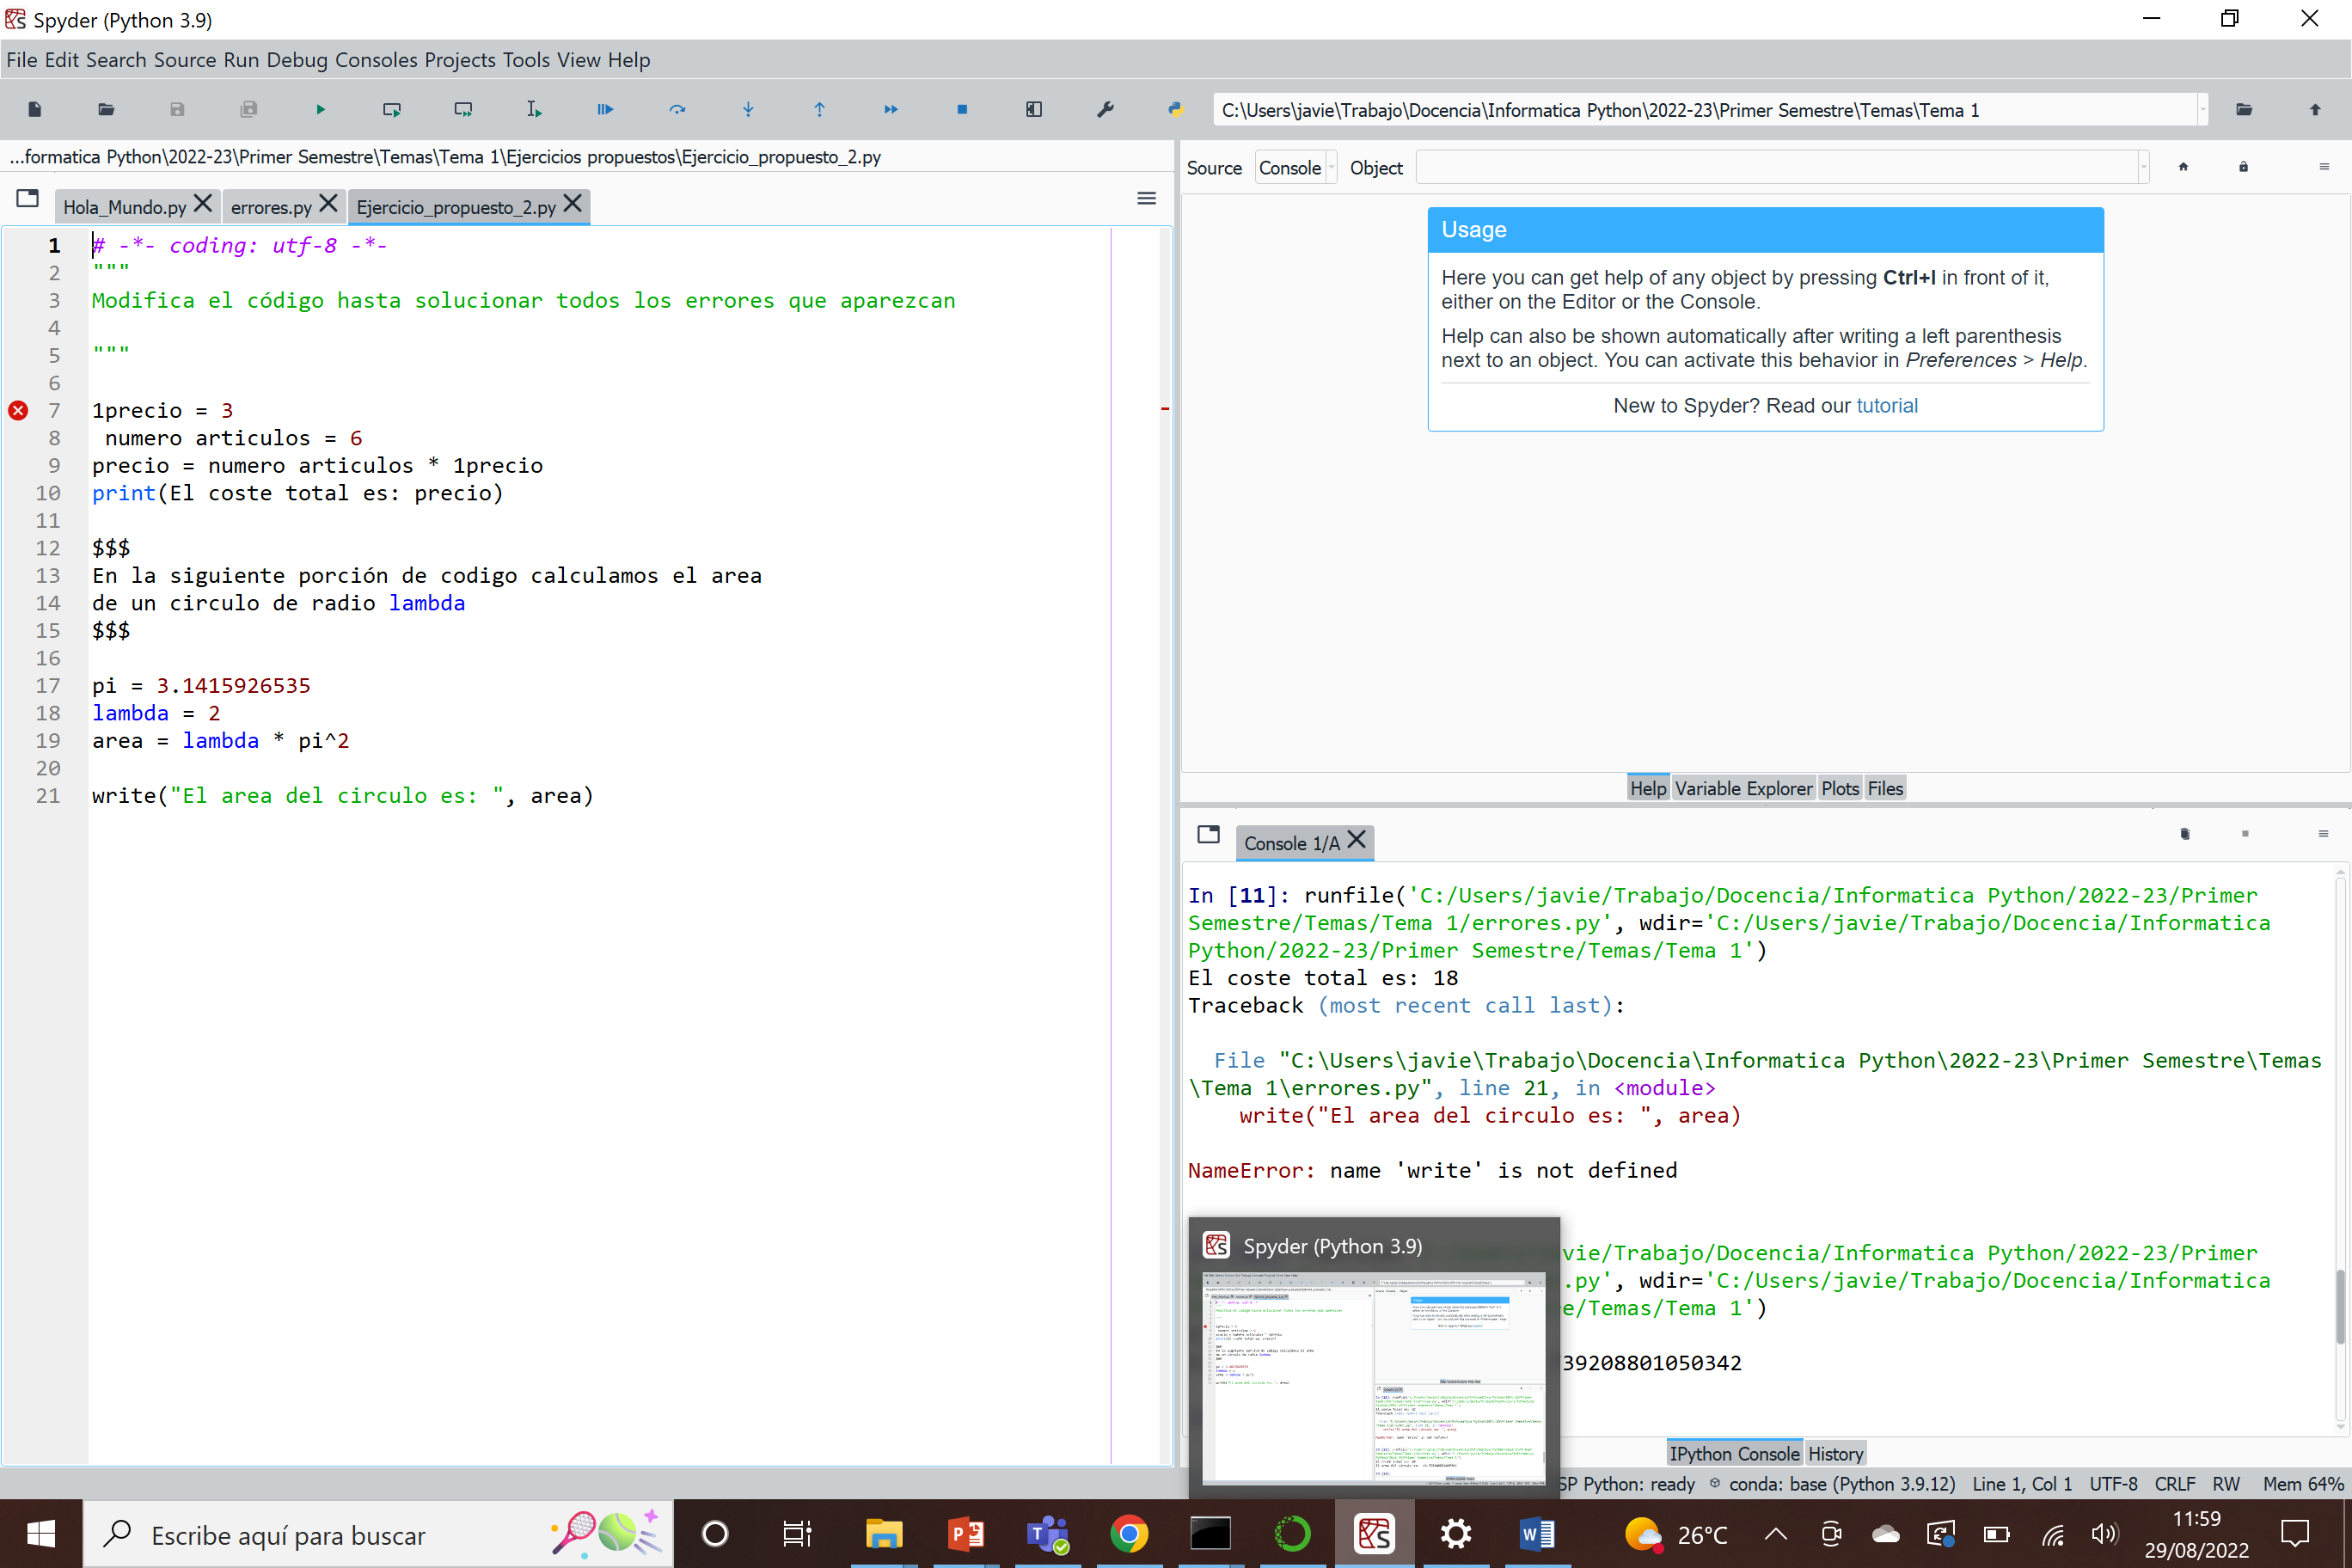 Spyder (Python 3.9)
File Edit Search Source Run Debug Consoles Projects Tools View Help
C:\Users\javie\Trabajo\Docencia\Informatica Python\2022-23\Primer Semestre\Temas\Tema 1
...formatica Python\2022-23\Primer Semestre\Temas\Tema 1\Ejercicios propuestos\Ejercicio_propuesto_2.py
Hola_Mundo.py errores.py Ejercicio_propuesto_2.py
1 # -*- coding: utf-8 -*-
2 """
3 Modifica el código hasta solucionar todos los errores que aparezcan
4
5 """
6
7 1precio = 3
8  numero articulos = 6
9 precio = numero articulos * 1precio
10 print(El coste total es: precio)
11
12 $$$
13 En la siguiente porción de codigo calculamos el area
14 de un circulo de radio lambda
15 $$$
16
17 pi = 3.1415926535
18 lambda = 2
19 area = lambda * pi^2
20
21 write("El area del circulo es: ", area)
Source Console Object
Usage
Here you can get help of any object by pressing Ctrl+I in front of it,
either on the Editor or the Console.
Help can also be shown automatically after writing a left parenthesis
next to an object. You can activate this behavior in Preferences > Help.
New to Spyder? Read our tutorial
Help Variable Explorer Plots Files
Console 1/A
In [11]: runfile('C:/Users/javie/Trabajo/Docencia/Informatica Python/2022-23/Primer
Semestre/Temas/Tema 1/errores.py', wdir='C:/Users/javie/Trabajo/Docencia/Informatica
Python/2022-23/Primer Semestre/Temas/Tema 1')
El coste total es: 18
Traceback (most recent call last):
File "C:\Users\javie\Trabajo\Docencia\Informatica Python\2022-23\Primer Semestre\Temas
\Tema 1\errores.py", line 21, in <module>
write("El area del circulo es: ", area)
NameError: name 'write' is not defined
Spyder (Python 3.9)
vie/Trabajo/Docencia/Informatica Python/2022-23/Primer
.py', wdir='C:/Users/javie/Trabajo/Docencia/Informatica
e/Temas/Tema 1')
39208801050342
IPython Console History
SP Python: ready conda: base (Python 3.9.12) Line 1, Col 1 UTF-8 CRLF RW Mem 64%
Escribe aquí para buscar
26°C
11:59
29/08/2022